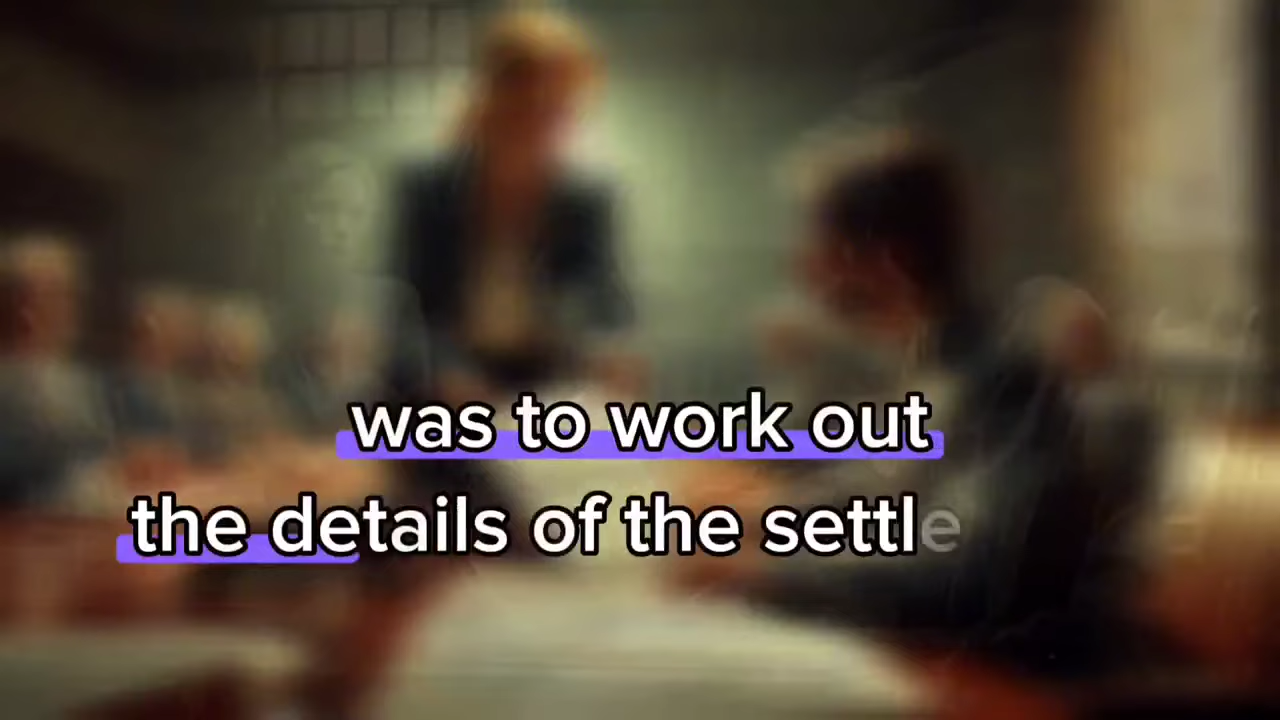 was to work out
the details of the settle